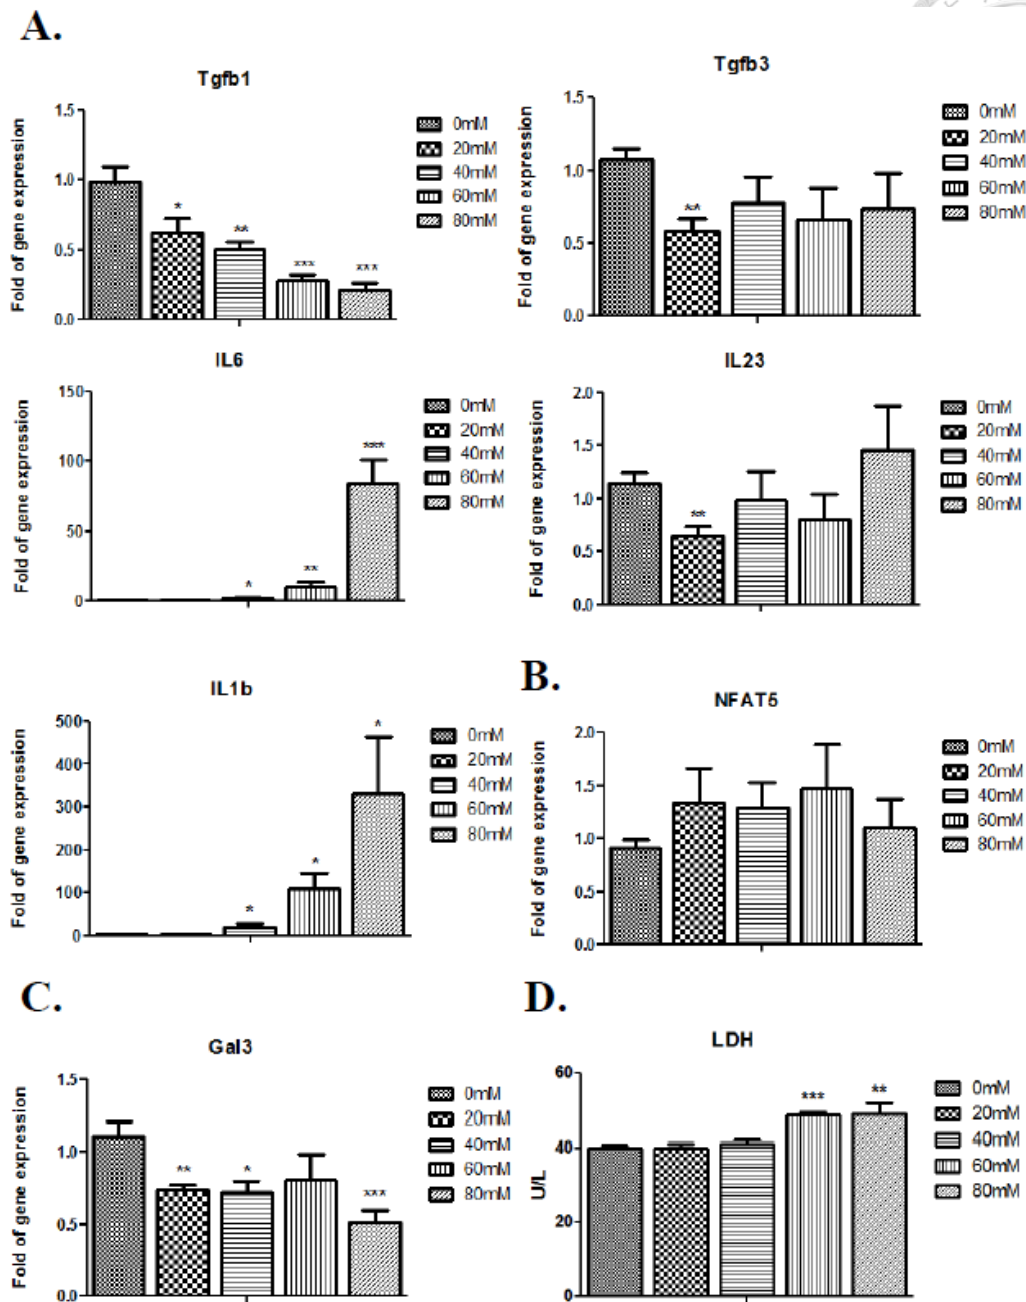 A.
Tgfb1
Fold of gene expression
1.5
1.0
0.5
0.0
*
**
***
***
0mM
20mM
40mM
60mM
80mM
Tgfb3
Fold of gene expression
1.5
1.0
0.5
0.0
**
0mM
20mM
40mM
60mM
80mM
IL6
Fold of gene expression
150
100
50
0
*
**
***
0mM
20mM
40mM
60mM
80mM
IL23
Fold of gene expression
2.0
1.5
1.0
0.5
0.0
**
0mM
20mM
40mM
60mM
80mM
IL1b
Fold of gene expression
500
400
300
200
100
0
*
*
*
0mM
20mM
40mM
60mM
80mM
B.
NFAT5
Fold of gene expression
2.0
1.5
1.0
0.5
0.0
0mM
20mM
40mM
60mM
80mM
C.
Gal3
Fold of gene expression
1.5
1.0
0.5
0.0
**
*
***
0mM
20mM
40mM
60mM
80mM
D.
LDH
U/L
60
40
20
0
***
**
0mM
20mM
40mM
60mM
80mM